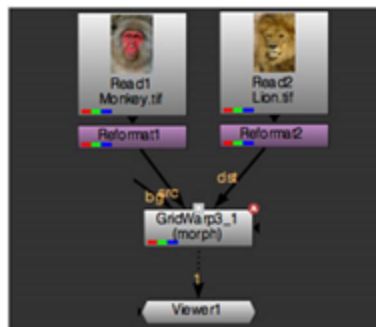 Read1
Monkey.tif
Read2
Lion.tif
Reformat1
Reformat2
bg
src
dst
GridWarp3_1
(morph)
1
Viewer1